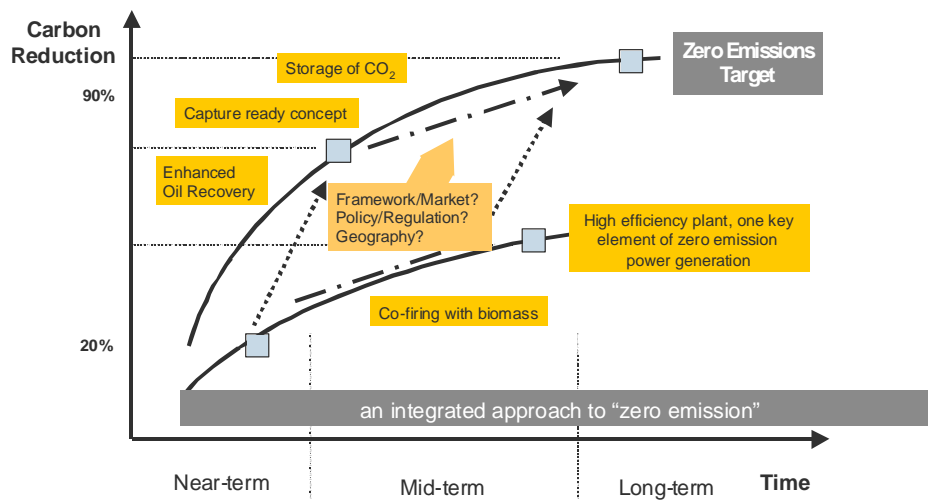 Carbon
Reduction
90%
20%
Storage of CO₂
Capture ready concept
Enhanced
Oil Recovery
Zero Emissions
Target
Framework/Market?
Policy/Regulation?
Geography?
High efficiency plant, one key
element of zero emission
power generation
Co-firing with biomass
an integrated approach to “zero emission”
Near-term
Mid-term
Long-term
Time